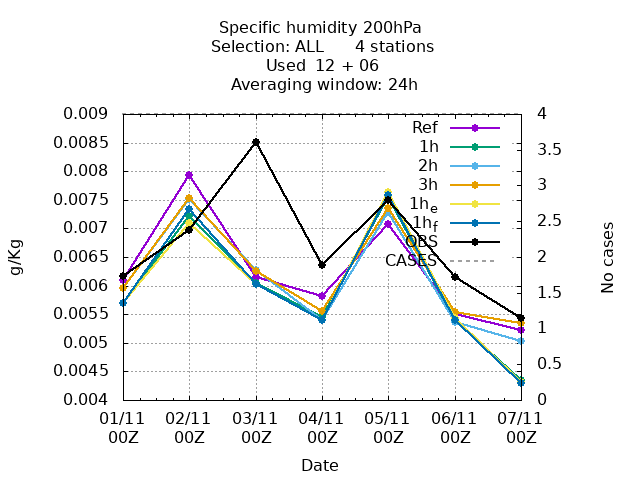 Specific humidity 200hPa
Selection: ALL 4 stations
Used 12 + 06
Averaging window: 24h
0.009
0.0085
0.008
0.0075
0.007
0.0065
0.006
0.0055
0.005
0.0045
0.004
g/Kg
4
3.5
3
2.5
2
1.5
1
0.5
0
No cases
Ref
1h
2h
3h
1h_e
1h_f
OBS
CASES
01/11 02/11 03/11 04/11 05/11 06/11 07/11
00Z 00Z 00Z 00Z 00Z 00Z 00Z
Date